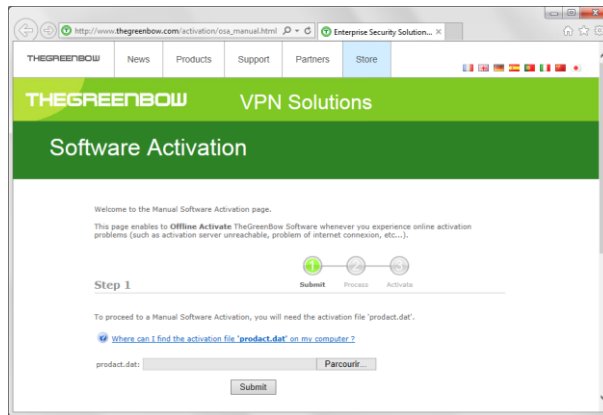 http://www.thegreenbow.com/activation/osa_manual.html
Enterprise Security Solution...
THEGREENBOW
News
Products
Support
Partners
Store
THEGREENBOW
VPN Solutions
Software Activation
Welcome to the Manual Software Activation page.
This page enables to Offline Activate TheGreenBow Software whenever you experience online activation
problems (such as activation server unreachable, problem of internet connexion, etc...).
1
2
3
Submit
Process
Activate
Step 1
To proceed to a Manual Software Activation, you will need the activation file 'prodact.dat'.
Where can I find the activation file 'prodact.dat' on my computer ?
prodact.dat:
Parcourir...
Submit